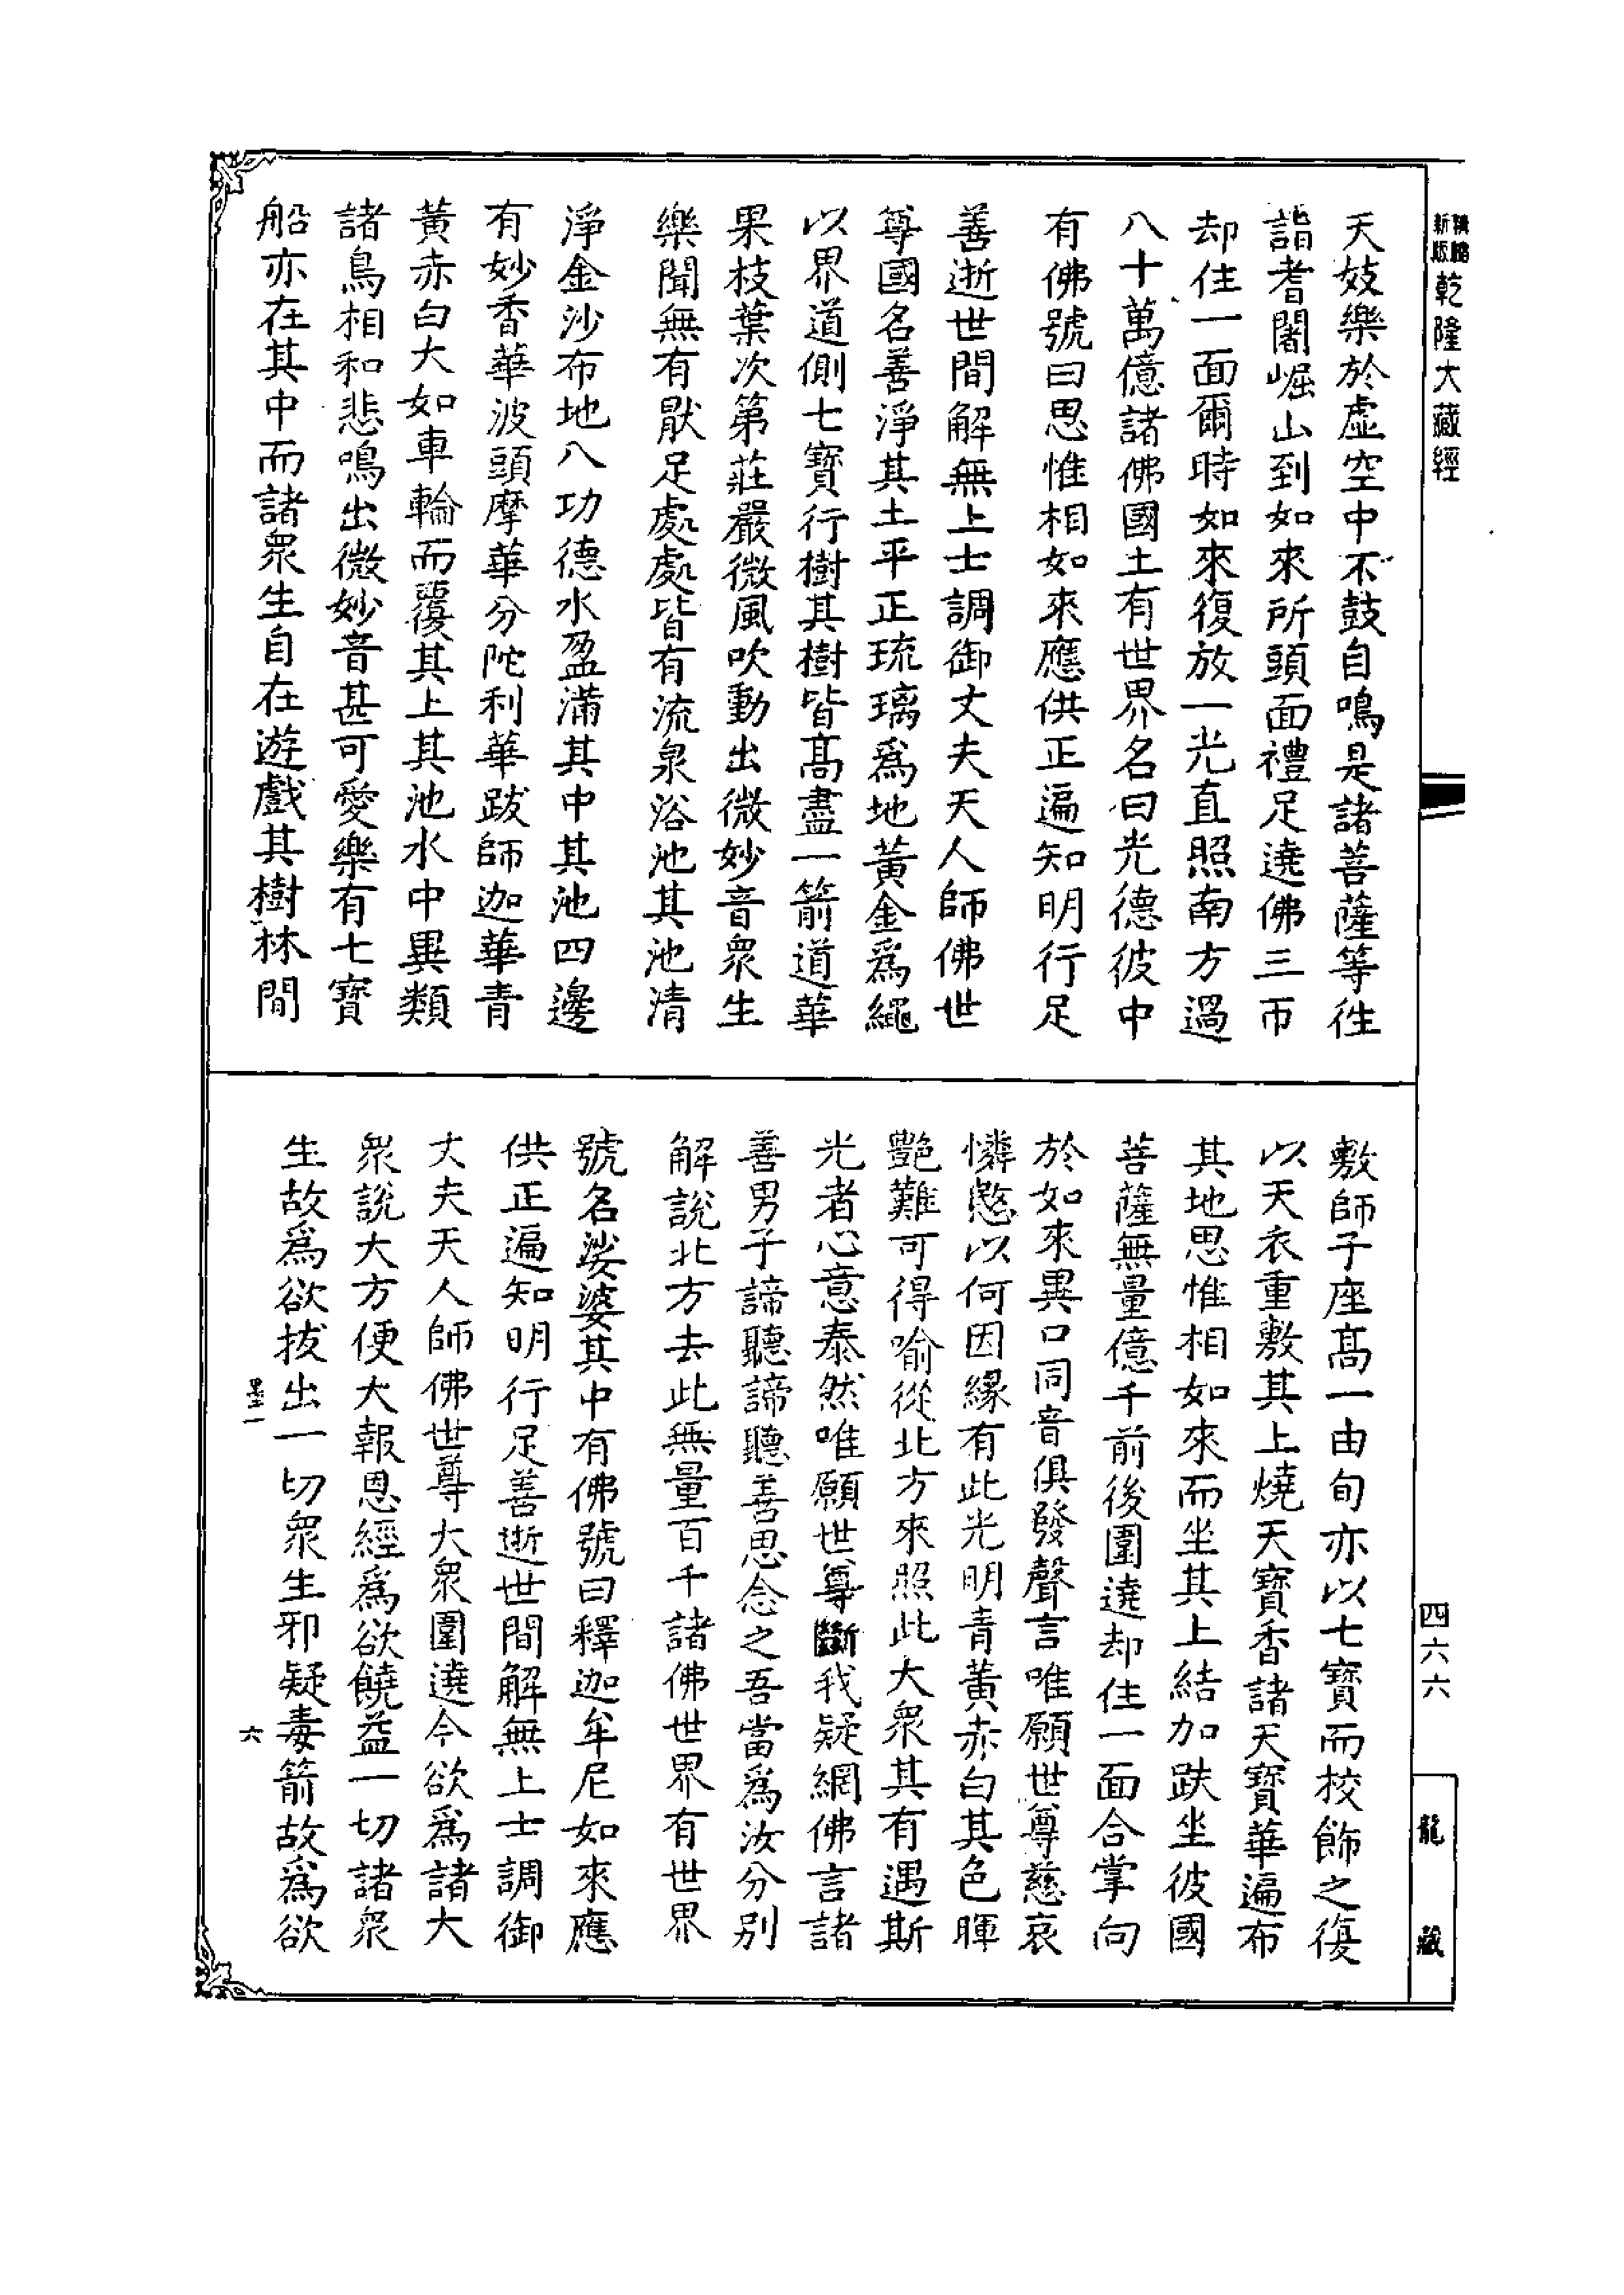 新版
乾隆大藏經
天妓樂於虛空中不鼓自鳴是諸菩薩等往
詣耆闍崛山到如來所頭面禮足遶佛三帀
却住一面爾時如來復放一光直照南方過
八十萬億諸佛國土有世界名曰光德彼中
有佛號曰思惟相如來應供正遍知明行足
善逝世間解無上士調御丈夫天人師佛世
尊國名善淨其土平正琉璃爲地黃金爲繩
以界道側七寶行樹其樹皆高盡一箭道華
果枝葉次第莊嚴微風吹動出微妙音衆生
樂聞無有猒足處處皆有流泉浴池其池清
淨金沙布地八功德水盈滿其中其池四邊
有妙香華波頭摩華分陀利華跋師迦華青
黃赤白大如車輪而覆其上其池水中異類
諸鳥相和悲鳴出微妙音甚可愛樂有七寶
船亦在其中而諸衆生自在遊戲其樹林間
敷師子座高一由旬亦以七寶而校飾之復
以天衣重敷其上燒天寶香諸天寶華遍布
其地思惟相如來而坐其上結加趺坐彼國
菩薩無量億千前後圍遶却住一面合掌向
於如來異口同音俱發聲言唯願世尊慈哀
憐愍以何因緣有此光明青黃赤白其色暉
豔難可得喻從北方來照此大衆其有遇斯
光者心意泰然唯願世尊斷我疑網佛言諸
善男子諦聽諦聽善思念之吾當爲汝分別
解說北方去此無量百千諸佛世界有世界
號名娑婆其中有佛號曰釋迦牟尼如來應
供正遍知明行足善逝世間解無上士調御
丈夫天人師佛世尊大衆圍遶今欲爲諸大
衆說大方便大報恩經爲欲饒益一切諸衆
生故爲欲拔出一切衆生邪疑毒箭故爲欲
墨一
六
四六六
龍藏